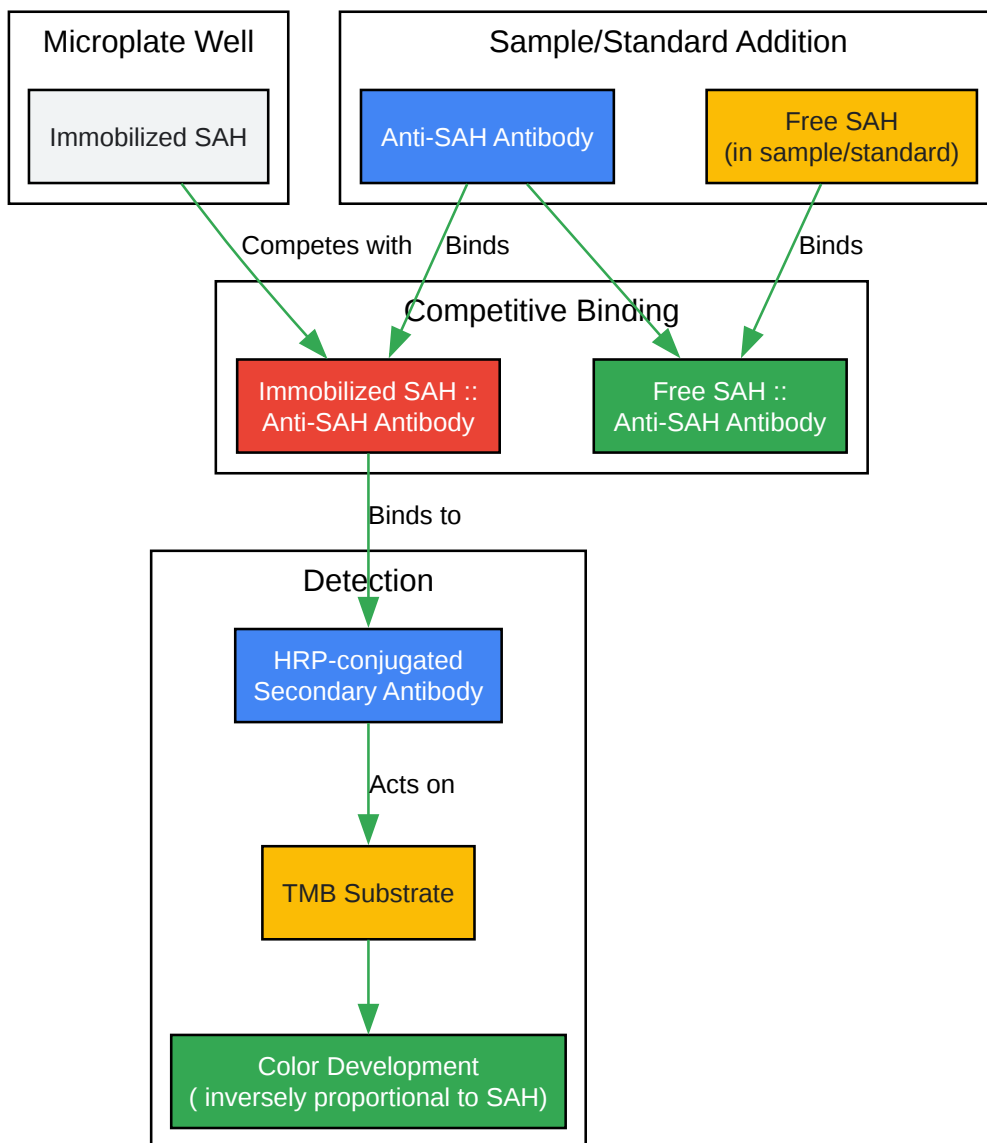 Microplate Well
Sample/Standard Addition
Immobilized SAH
Anti-SAH Antibody
Free SAH
(in sample/standard)
Competes with
Binds
Binds
Competitive Binding
Immobilized SAH ::
Anti-SAH Antibody
Free SAH ::
Anti-SAH Antibody
Binds to
Detection
HRP-conjugated
Secondary Antibody
Acts on
TMB Substrate
Color Development
( inversely proportional to SAH)